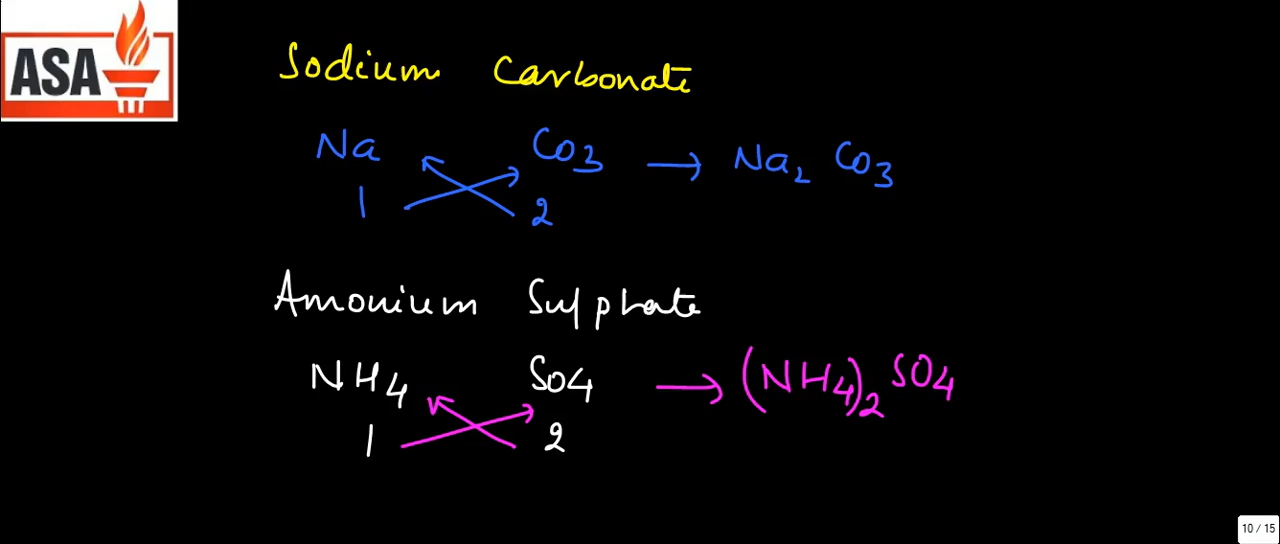 ASA
Sodium Carbonate
Na CO3 → Na2 CO3
1 2
Amonium Sulphate
NH4 SO4 → (NH4)2 SO4
1 2
10 / 15